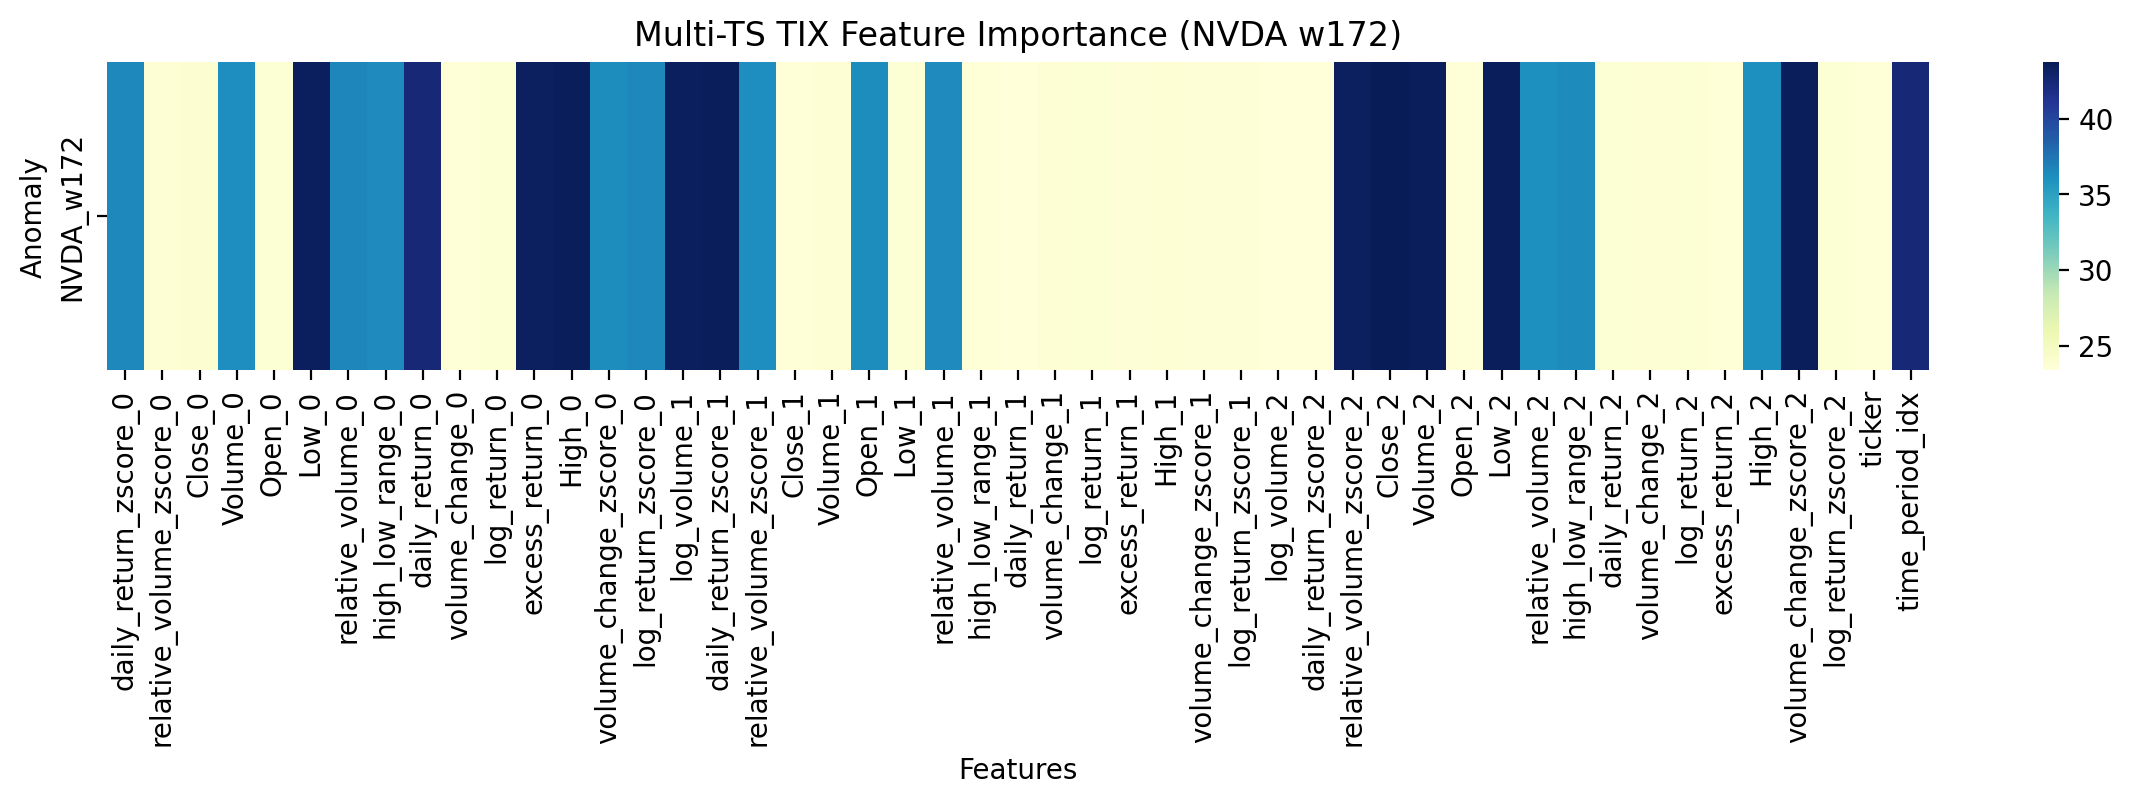 Multi-TS TIX Feature Importance (NVDA w172)
Anomaly
NVDA_w172
40
35
30
25
daily_return_zscore_0
relative_volume_zscore_0
Close_0
Volume_0
Open_0
Low_0
relative_volume_0
high_low_range_0
daily_return_0
volume_change_0
log_return_0
excess_return_0
High_0
volume_change_zscore_0
log_return_zscore_0
log_volume_1
daily_return_zscore_1
relative_volume_zscore_1
Close_1
Volume_1
Open_1
Low_1
relative_volume_1
high_low_range_1
daily_return_1
volume_change_1
log_return_1
excess_return_1
High_1
volume_change_zscore_1
log_return_zscore_1
log_volume_2
daily_return_zscore_2
relative_volume_zscore_2
Close_2
Volume_2
Open_2
Low_2
relative_volume_2
high_low_range_2
daily_return_2
volume_change_2
log_return_2
excess_return_2
High_2
volume_change_zscore_2
log_return_zscore_2
ticker
time_period_idx
Features